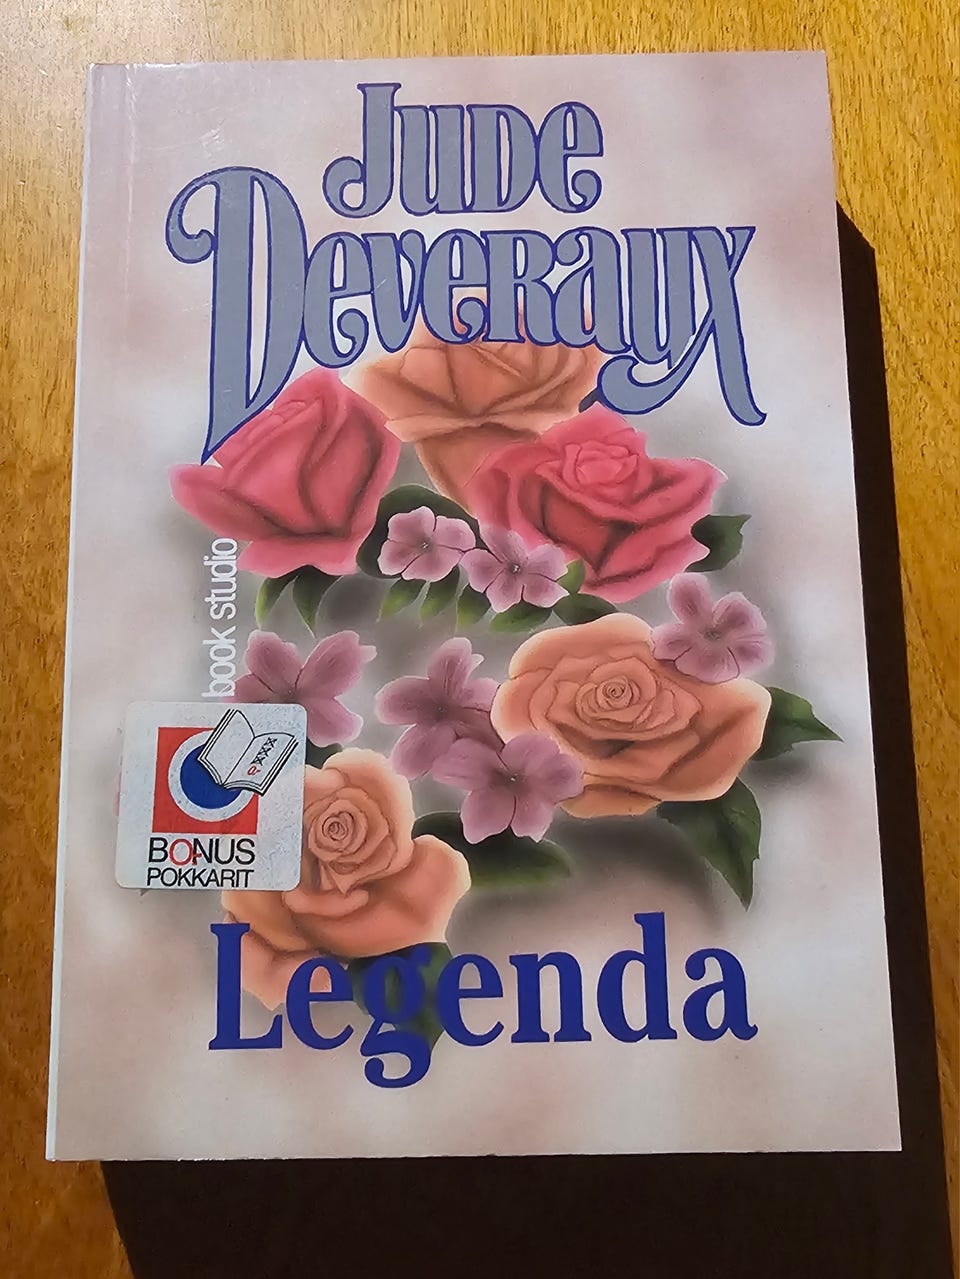 Jude
Deveraux
book studio
BONUS
POKKARIT
Legenda